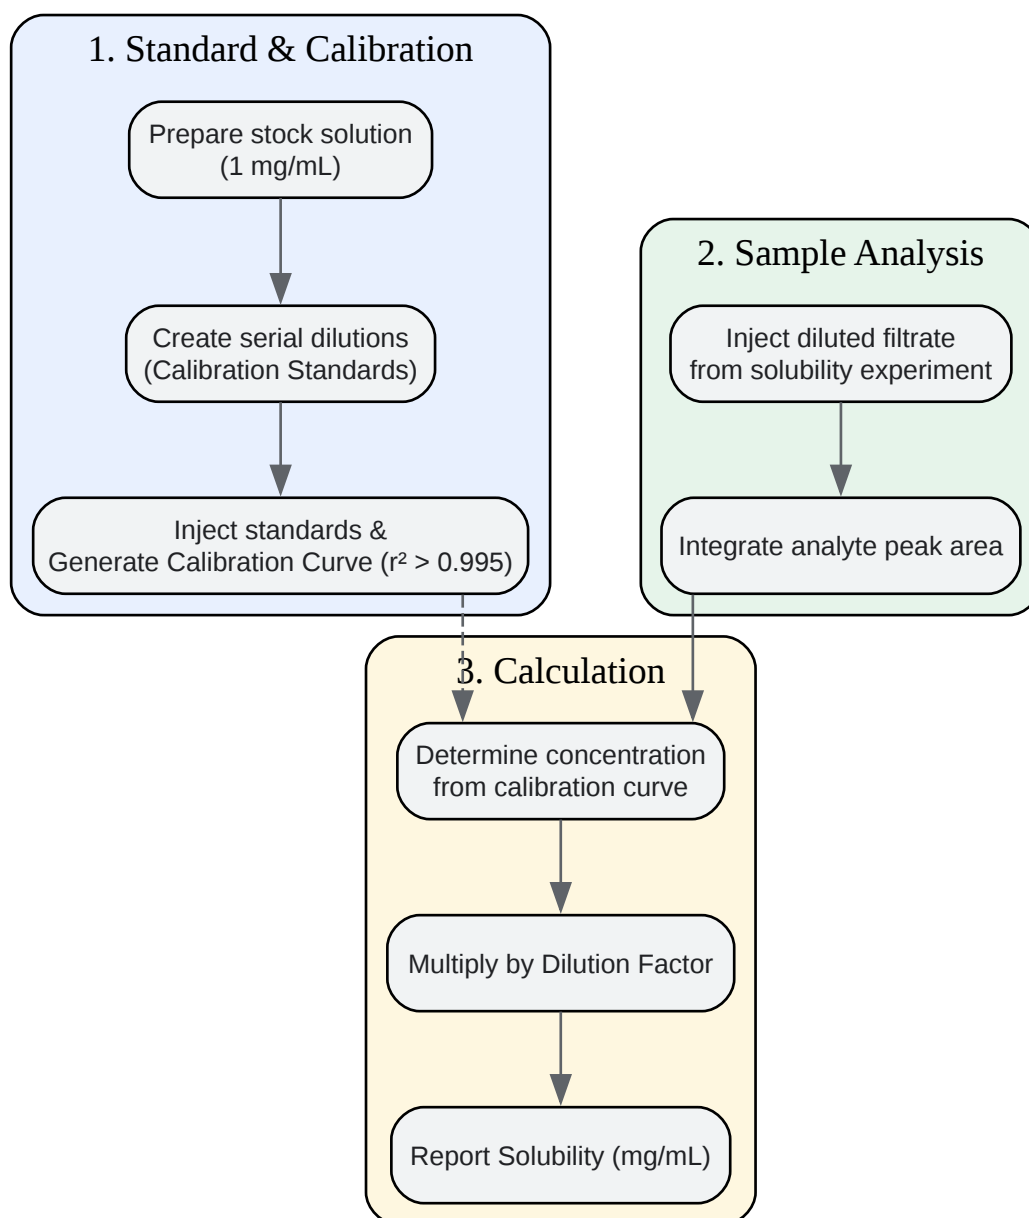 1. Standard & Calibration
Prepare stock solution
(1 mg/mL)
Create serial dilutions
(Calibration Standards)
Inject standards &
Generate Calibration Curve (r² > 0.995)
2. Sample Analysis
Inject diluted filtrate
from solubility experiment
Integrate analyte peak area
3. Calculation
Determine concentration
from calibration curve
Multiply by Dilution Factor
Report Solubility (mg/mL)